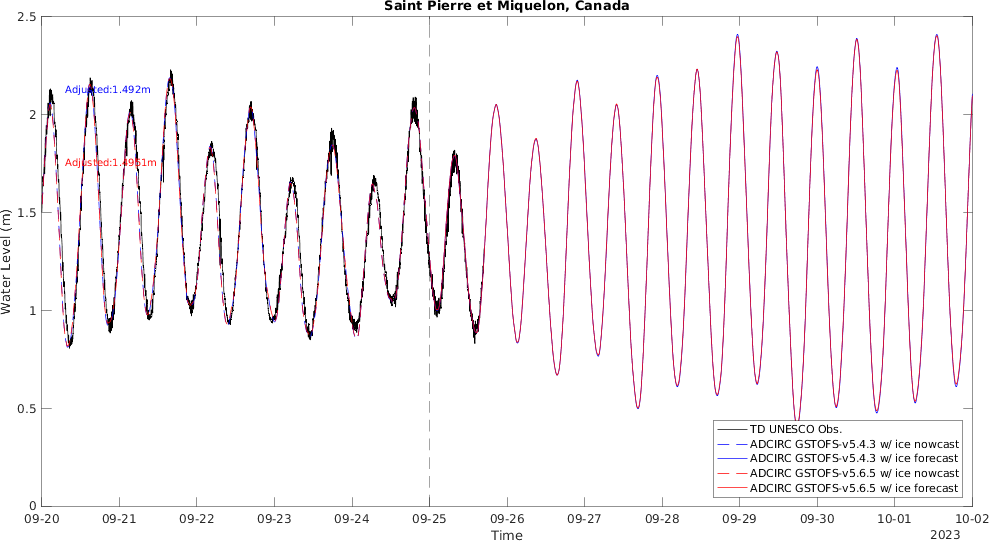 Saint Pierre et Miquelon, Canada
2.5
2
1.5
1
0.5
0
Water Level (m)
Adjusted:1.492m
Adjusted:1.4961m
TD UNESCO Obs.
ADCIRC GSTOFS-v5.4.3 w/ ice nowcast
ADCIRC GSTOFS-v5.4.3 w/ ice forecast
ADCIRC GSTOFS-v5.6.5 w/ ice nowcast
ADCIRC GSTOFS-v5.6.5 w/ ice forecast
09-20 09-21 09-22 09-23 09-24 09-25 09-26 09-27 09-28 09-29 09-30 10-01 10-02
Time
2023